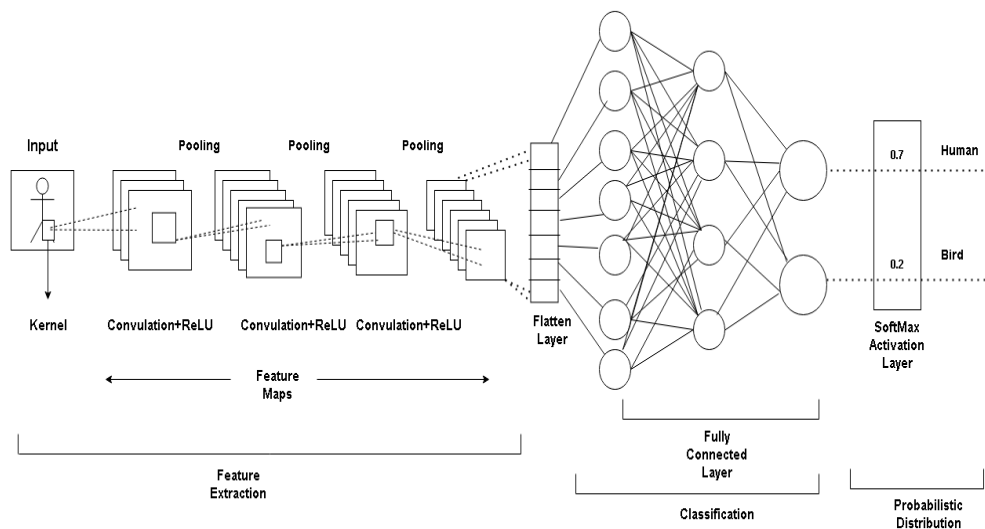 Input
Pooling
Pooling
Pooling
Kernel
Convulation+ReLU
Convulation+ReLU
Convulation+ReLU
Feature
Maps
Flatten
Layer
0.7
Human
0.2
Bird
SoftMax
Activation
Layer
Fully
Connected
Layer
Feature
Extraction
Classification
Probabilistic
Distribution